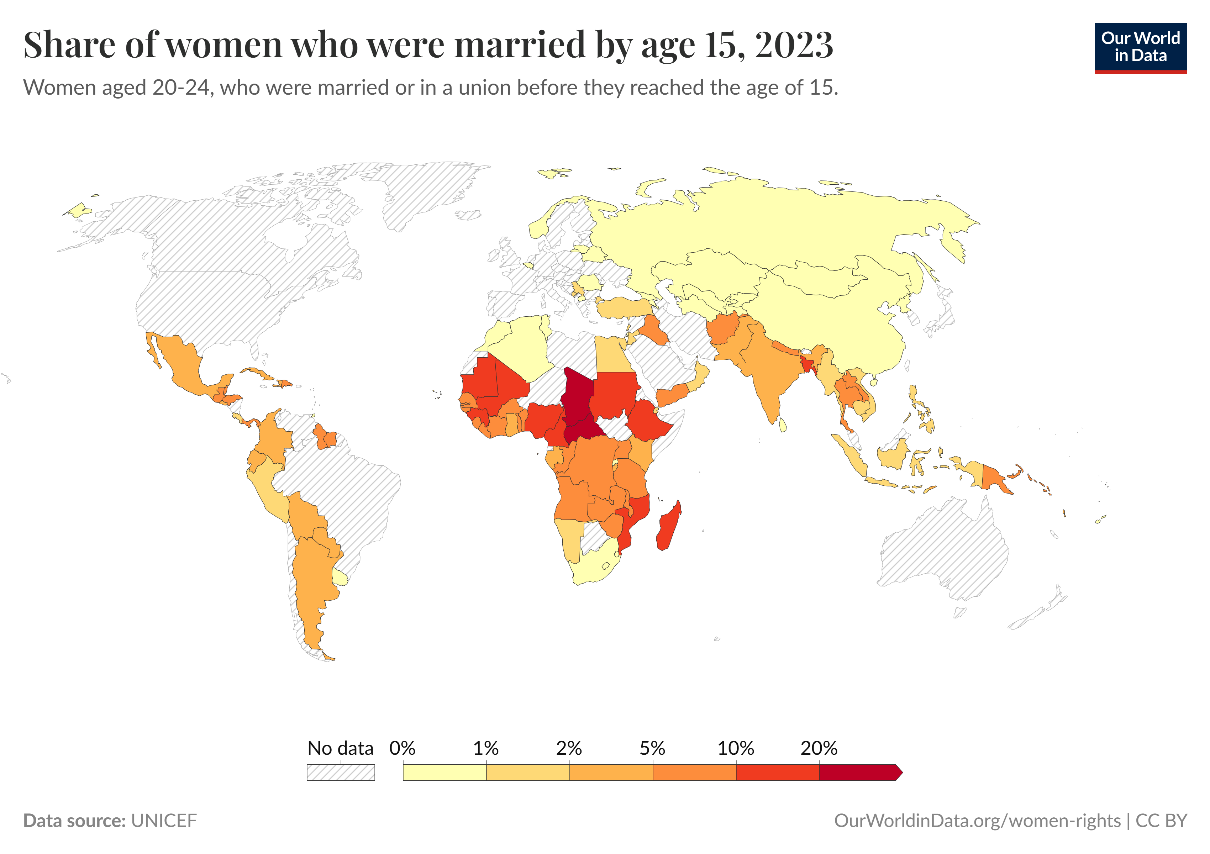 Share of women who were married by age 15, 2023
Our World
in Data
Women aged 20-24, who were married or in a union before they reached the age of 15.
No data 0% 1% 2% 5% 10% 20%
Data source: UNICEF
OurWorldinData.org/women-rights | CC BY